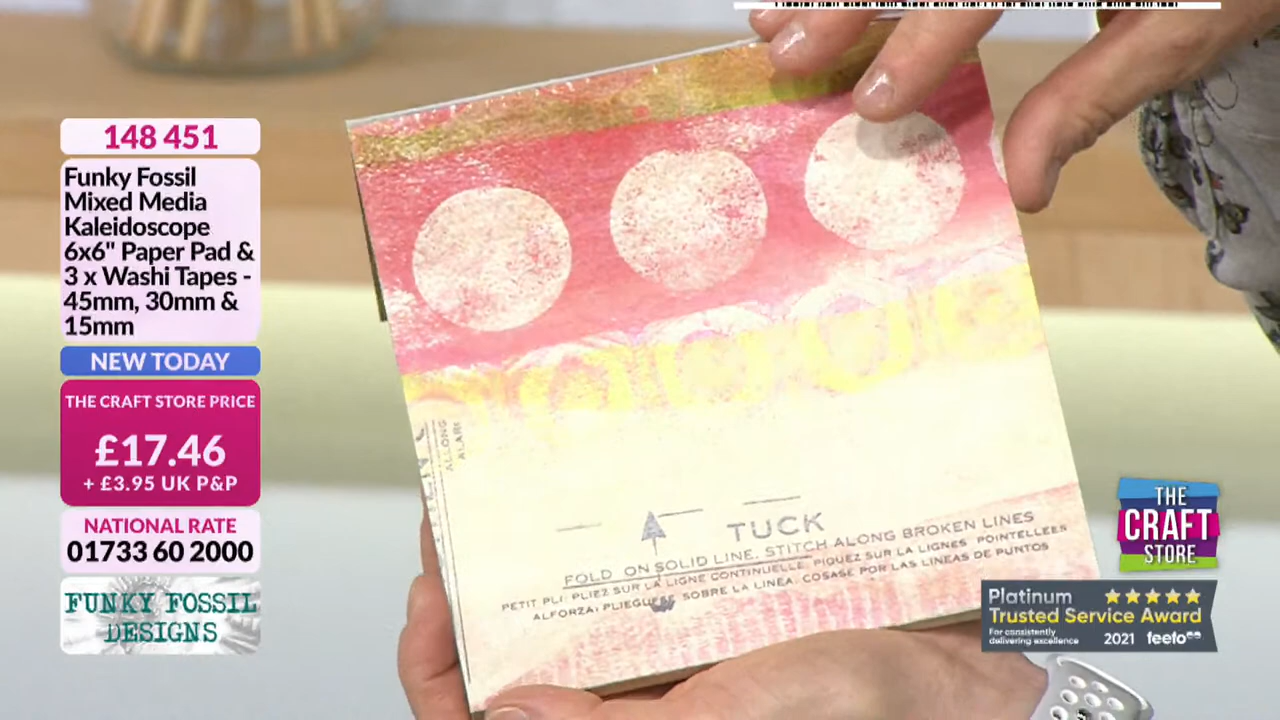 148 451
Funky Fossil
Mixed Media
Kaleidoscope
6x6" Paper Pad &
3 x Washi Tapes -
45mm, 30mm &
15mm
NEW TODAY
THE CRAFT STORE PRICE
£17.46
+ £3.95 UK P&P
NATIONAL RATE
01733 60 2000
FUNKY FOSSIL
DESIGNS
ALLONG
TUCK
FOLD ON SOLID LINE. STITCH ALONG BROKEN LINES
PETIT PLI: PLIEZ SUR LA LIGNE CONTINUELLE. PIQUEZ SUR LA LIGNES POINTELLEES
SOBRE LA LINEA. COSASE POR LAS LINEAS DE PUNTOS
THE
CRAFT
STORE
Platinum
Trusted Service Award
For consistently
delivering excellence
2021 feefo